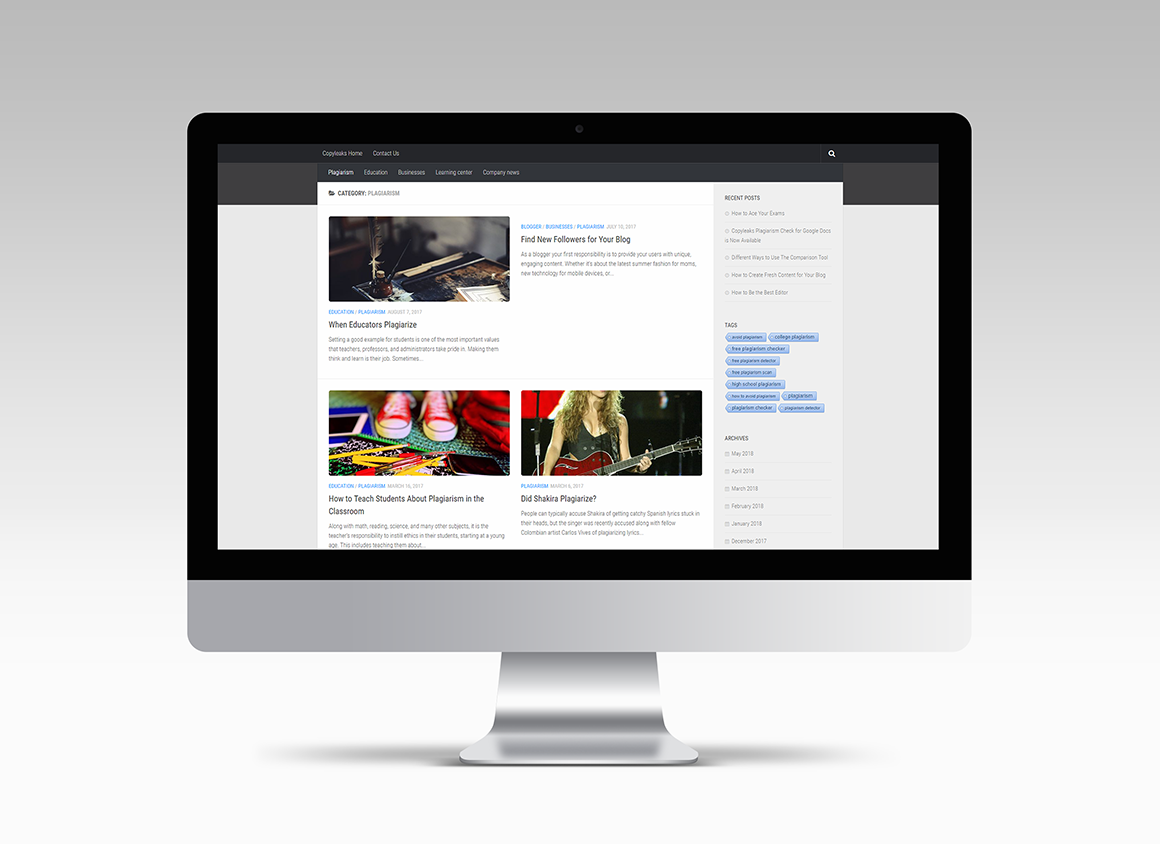 Copyleaks Home
Contact Us
Plagiarism
Education
Businesses
Learning center
Company news
CATEGORY: PLAGIARISM
EDUCATION / PLAGIARISM AUGUST 7, 2017
When Educators Plagiarize
Setting a good example for students is one of the most important values
that teachers, professors, and administrators take pride in. Making them
think and learn is their job. Sometimes...
BLOGGER / BUSINESSES / PLAGIARISM JULY 10, 2017
Find New Followers for Your Blog
As a blogger your first responsibility is to provide your users with unique,
engaging content. Whether it's about the latest summer fashion for moms,
new technology for mobile devices, or...
EDUCATION / PLAGIARISM MARCH 16, 2017
How to Teach Students About Plagiarism in the
Classroom
Along with math, reading, science, and many other subjects, it is the
teacher's responsibility to instill ethics in their students, starting at a young
age. This includes teaching them about...
PLAGIARISM MARCH 6, 2017
Did Shakira Plagiarize?
People can typically accuse Shakira of getting catchy Spanish lyrics stuck in
their heads, but the singer was recently accused along with fellow
Colombian artist Carlos Vives of plagiarizing lyrics...
RECENT POSTS
How to Ace Your Exams
Copyleaks Plagiarism Check for Google Docs
is Now Available
Different Ways to Use The Comparison Tool
How to Create Fresh Content for Your Blog
How to Be the Best Editor
TAGS
avoid plagiarism
college plagiarism
free plagiarism checker
free plagiarism detector
free plagiarism scan
high school plagiarism
how to avoid plagiarism
plagiarism
plagiarism checker
plagiarism detector
ARCHIVES
May 2018
April 2018
March 2018
February 2018
January 2018
December 2017